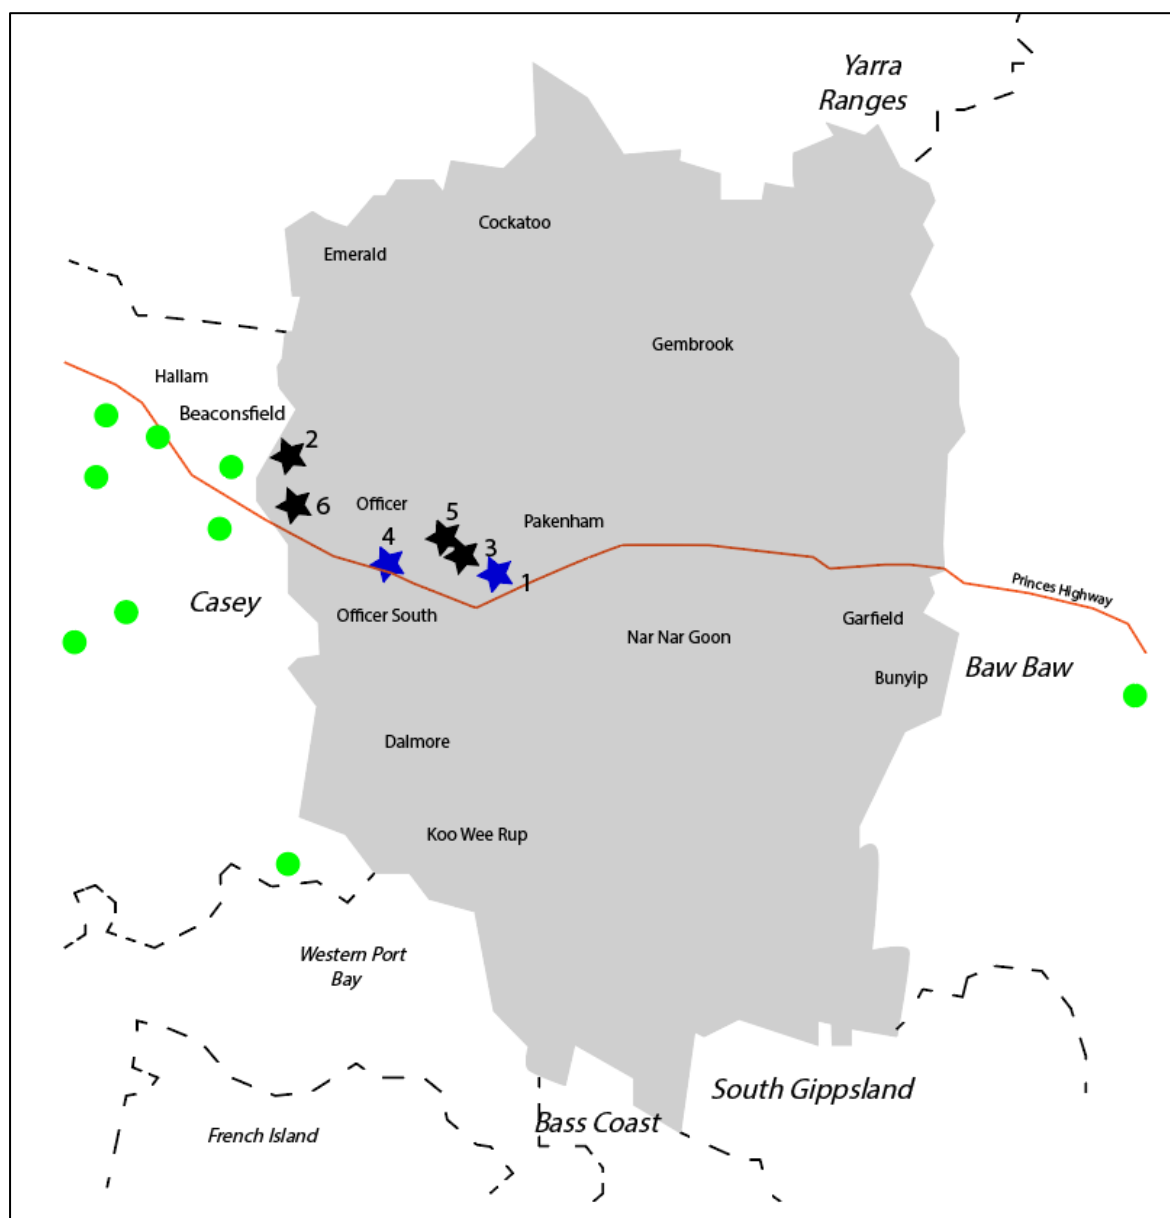 Yarra
Ranges
Cockatoo
Emerald
Gembrook
Hallam
Beaconsfield
2
Officer
6
5
Pakenham
4
3
1
Princes Highway
Casey
Officer South
Garfield
Nar Nar Goon
Baw Baw
Bunyip
Dalmore
Koo Wee Rup
Western Port
Bay
South Gippsland
Bass Coast
French Island